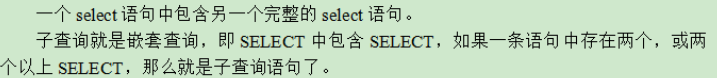 一个 select 语句中包含另一个完整的 select 语句。
子查询就是嵌套查询，即 SELECT 中包含 SELECT，如果一条语句中存在两个，或两
个以上 SELECT，那么就是子查询语句了。